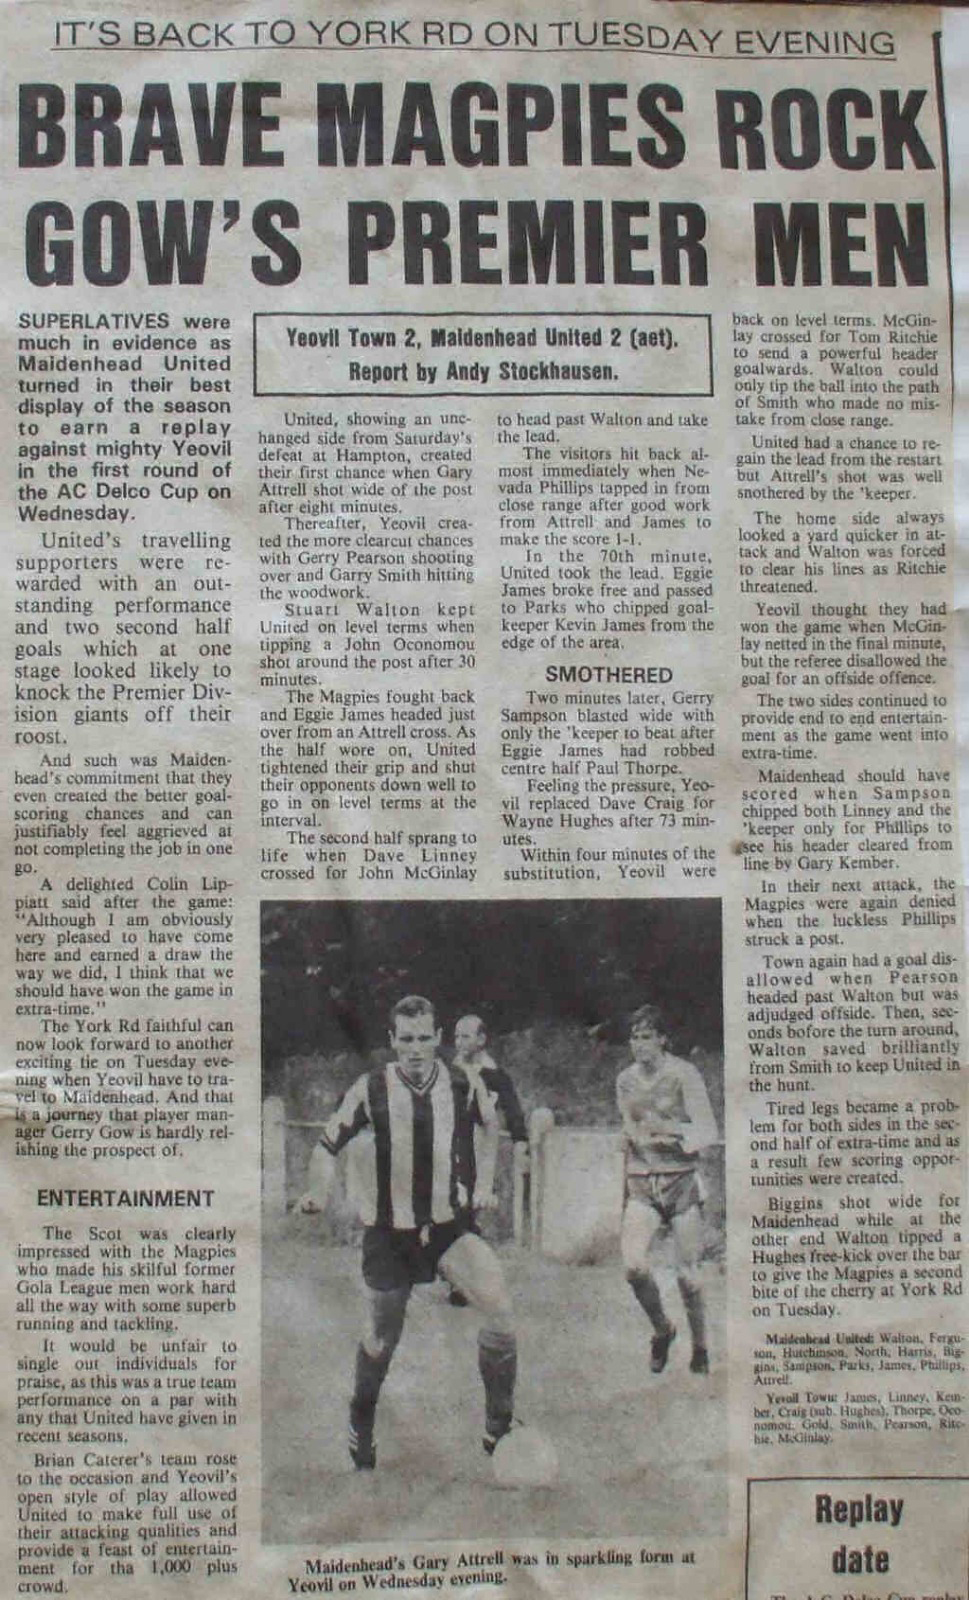 IT'S BACK TO YORK RD ON TUESDAY EVENING
BRAVE MAGPIES ROCK
GOW'S PREMIER MEN
SUPERLATIVES were
much in evidence as
Maidenhead United
turned in their best
display of the season
to earn a replay
against mighty Yeovil
in the first round of
the AC Delco Cup on
Wednesday.
United's travelling
supporters were re-
warded with an out-
standing performance
and two second half
goals which at one
stage looked likely to
knock the Premier Div-
ision giants off their
roost.
And such was Maiden-
head's commitment that they
even created the better goal-
scoring chances and can
justifiably feel aggrieved at
not completing the job in one
go.
A delighted Colin Lip-
piatt said after the game:
"Although I am obviously
very pleased to have come
here and earned a draw the
way we did, I think that we
should have won the game in
extra-time."
The York Rd faithful can
now look forward to another
exciting tie on Tuesday eve-
ning when Yeovil have to tra-
vel to Maidenhead. And that
is a journey that player man-
ager Gerry Gow is hardly rel-
ishing the prospect of.
ENTERTAINMENT
The Scot was clearly
impressed with the Magpies
who made his skilful former
Gola League men work hard
all the way with some superb
running and tackling.
It would be unfair to
single out individuals for
praise, as this was a true team
performance on a par with
any that United have given in
recent seasons.
Brian Caterer's team rose
to the occasion and Yeovil's
open style of play allowed
United to make full use of
their attacking qualities and
provide a feast of entertain-
ment for tha 1,000 plus
crowd.
Yeovil Town 2, Maidenhead United 2 (aet).
Report by Andy Stockhausen.
United, showing an unc-
hanged side from Saturday's
defeat at Hampton, created
their first chance when Gary
Attrell shot wide of the post
after eight minutes.
Thereafter, Yeovil crea-
ted the more clearcut chances
with Gerry Pearson shooting
over and Garry Smith hitting
the woodwork.
Stuart Walton kept
United on level terms when
tipping a John Oconomou
shot around the post after 30
minutes.
The Magpies fought back
and Eggie James headed just
over from an Attrell cross. As
the half wore on, United
tightened their grip and shut
their opponents down well to
go in on level terms at the
interval.
The second half sprang to
life when Dave Linney
crossed for John McGinlay
to head past Walton and take
the lead.
The visitors hit back al-
most immediately when Ne-
vada Phillips tapped in from
close range after good work
from Attrell and James to
make the score 1-1.
In the 70th minute,
United took the lead. Eggie
James broke free and passed
to Parks who chipped goal-
keeper Kevin James from the
edge of the area.
SMOTHERED
Two minutes later, Gerry
Sampson blasted wide with
only the 'keeper to beat after
Eggie James had robbed
centre half Paul Thorpe.
Feeling the pressure, Yeo-
vil replaced Dave Craig for
Wayne Hughes after 73 min-
utes.
Within four minutes of the
substitution, Yeovil were
back on level terms. McGin-
lay crossed for Tom Ritchie
to send a powerful header
goalwards. Walton could
only tip the ball into the path
of Smith who made no mis-
take from close range.
United had a chance to re-
gain the lead from the restart
but Attrell's shot was well
snothered by the 'keeper.
The home side always
looked a yard quicker in at-
tack and Walton was forced
to clear his lines as Ritchie
threatened.
Yeovil thought they had
won the game when McGin-
lay netted in the final minute,
but the referee disallowed the
goal for an offside offence.
The two sides continued to
provide end to end entertain-
ment as the game went into
extra-time.
Maidenhead should have
scored when Sampson
chipped both Linney and the
'keeper only for Phillips to
see his header cleared from
line by Gary Kember.
In their next attack, the
Magpies were again denied
when the luckless Phillips
struck a post.
Town again had a goal dis-
allowed when Pearson
headed past Walton but was
adjudged offside. Then, sec-
onds bofore the turn around,
Walton saved brilliantly
from Smith to keep United in
the hunt.
Tired legs became a prob-
lem for both sides in the sec-
ond half of extra-time and as
a result few scoring oppor-
tunities were created.
Biggins shot wide for
Maidenhead while at the
other end Walton tipped a
Hughes free-kick over the bar
to give the Magpies a second
bite of the cherry at York Rd
on Tuesday.
Maidenhead United: Walton, Fergu-
son, Hutchinson, North, Harris, Big-
gins, Sampson, Parks, James, Phillips,
Attrell.
Yeovil Town: James, Linney, Kem-
ber, Craig (sub. Hughes), Thorpe, Oco-
nomou, Gold, Smith, Pearson, Ritc-
hie, McGinlay.
Maidenhead's Gary Attrell was in sparkling form at
Yeovil on Wednesday evening.
Replay
date